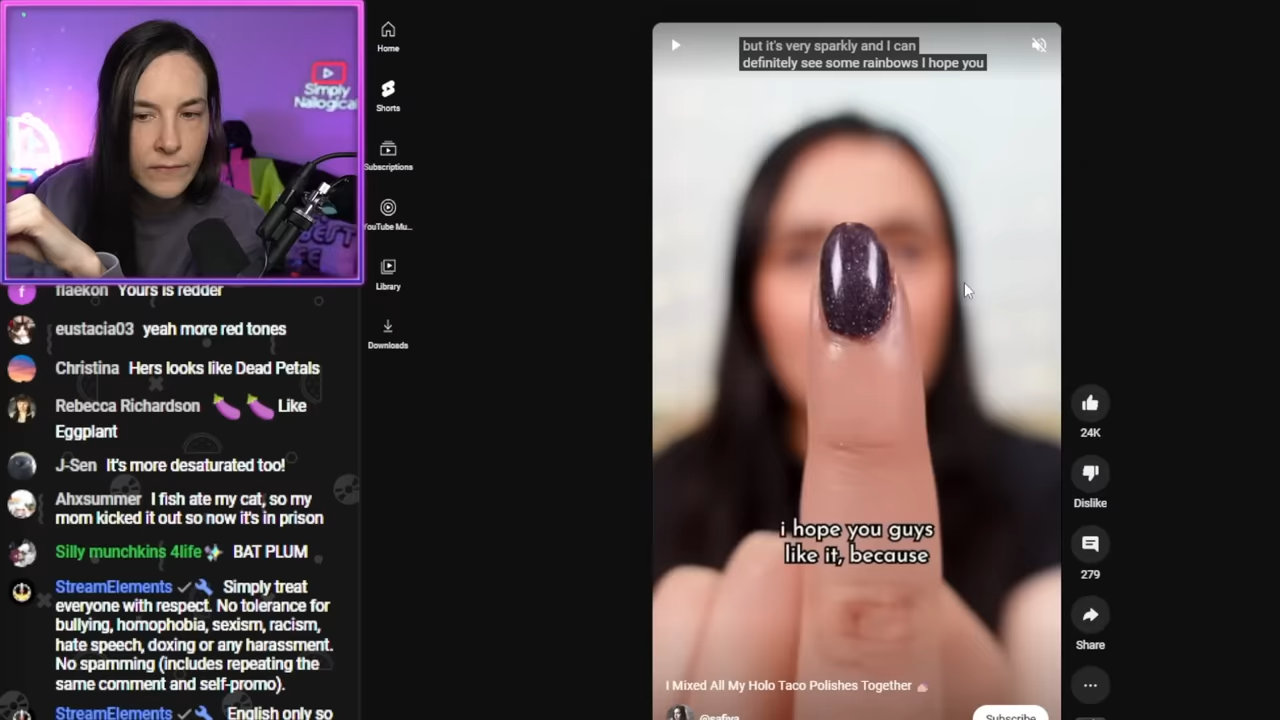 Simply
Nailogical
Home
Shorts
Subscriptions
YouTube Mu...
Library
Downloads
flaekon Yours is redder
eustacia03 yeah more red tones
Christina Hers looks like Dead Petals
Rebecca Richardson 🍆 🍆 Like
Eggplant
J-Sen It's more desaturated too!
Ahxsummer I fish ate my cat, so my
mom kicked it out so now it's in prison
Silly munchkins 4life BAT PLUM
StreamElements Simply treat
everyone with respect. No tolerance for
bullying, homophobia, sexism, racism,
hate speech, doxing or any harassment.
No spamming (includes repeating the
same comment and self-promo).
StreamElements English only so
but it's very sparkly and I can
definitely see some rainbows I hope you
i hope you guys
like it, because
I Mixed All My Holo Taco Polishes Together 💅🏻
@safiya
Subscribe
24K
Dislike
279
Share